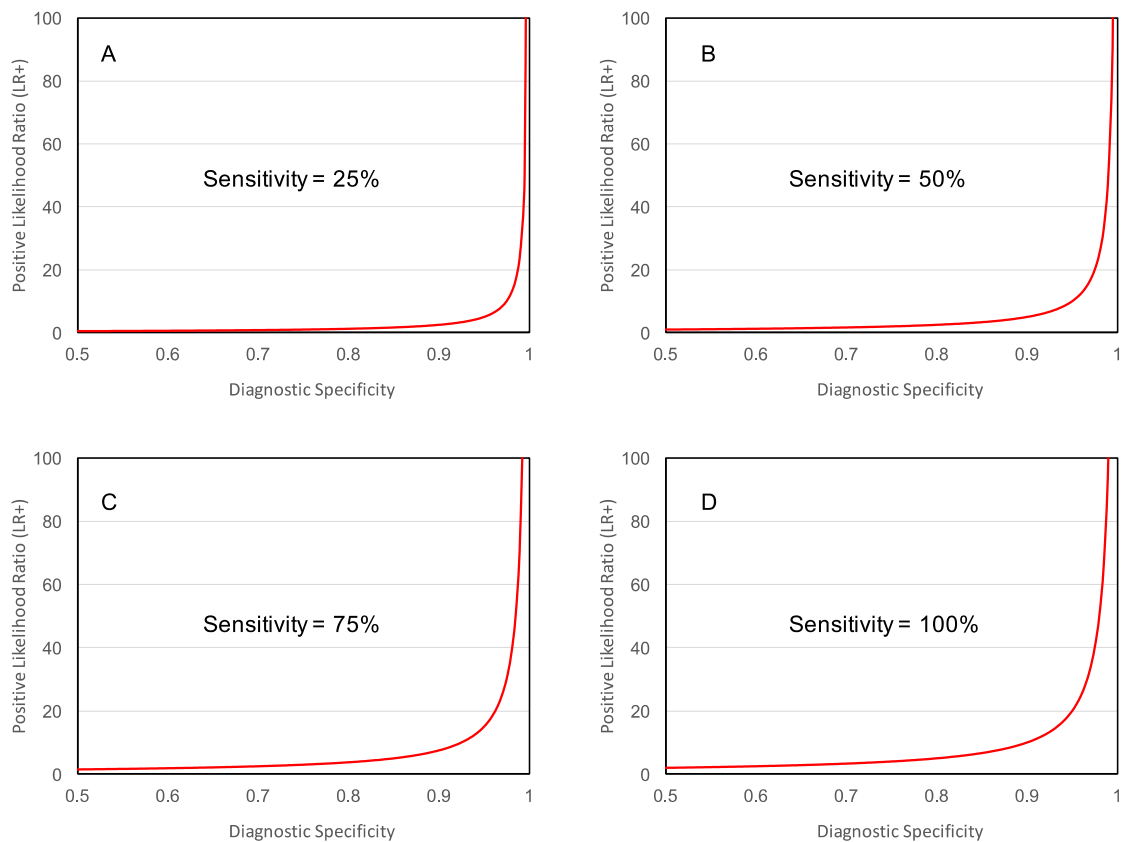 A
Sensitivity = 25%
Positive Likelihood Ratio (LR+)
100
80
60
40
20
0
0.5 0.6 0.7 0.8 0.9 1
Diagnostic Specificity
B
Sensitivity = 50%
Positive Likelihood Ratio (LR+)
100
80
60
40
20
0
0.5 0.6 0.7 0.8 0.9 1
Diagnostic Specificity
C
Sensitivity = 75%
Positive Likelihood Ratio (LR+)
100
80
60
40
20
0
0.5 0.6 0.7 0.8 0.9 1
Diagnostic Specificity
D
Sensitivity = 100%
Positive Likelihood Ratio (LR+)
100
80
60
40
20
0
0.5 0.6 0.7 0.8 0.9 1
Diagnostic Specificity